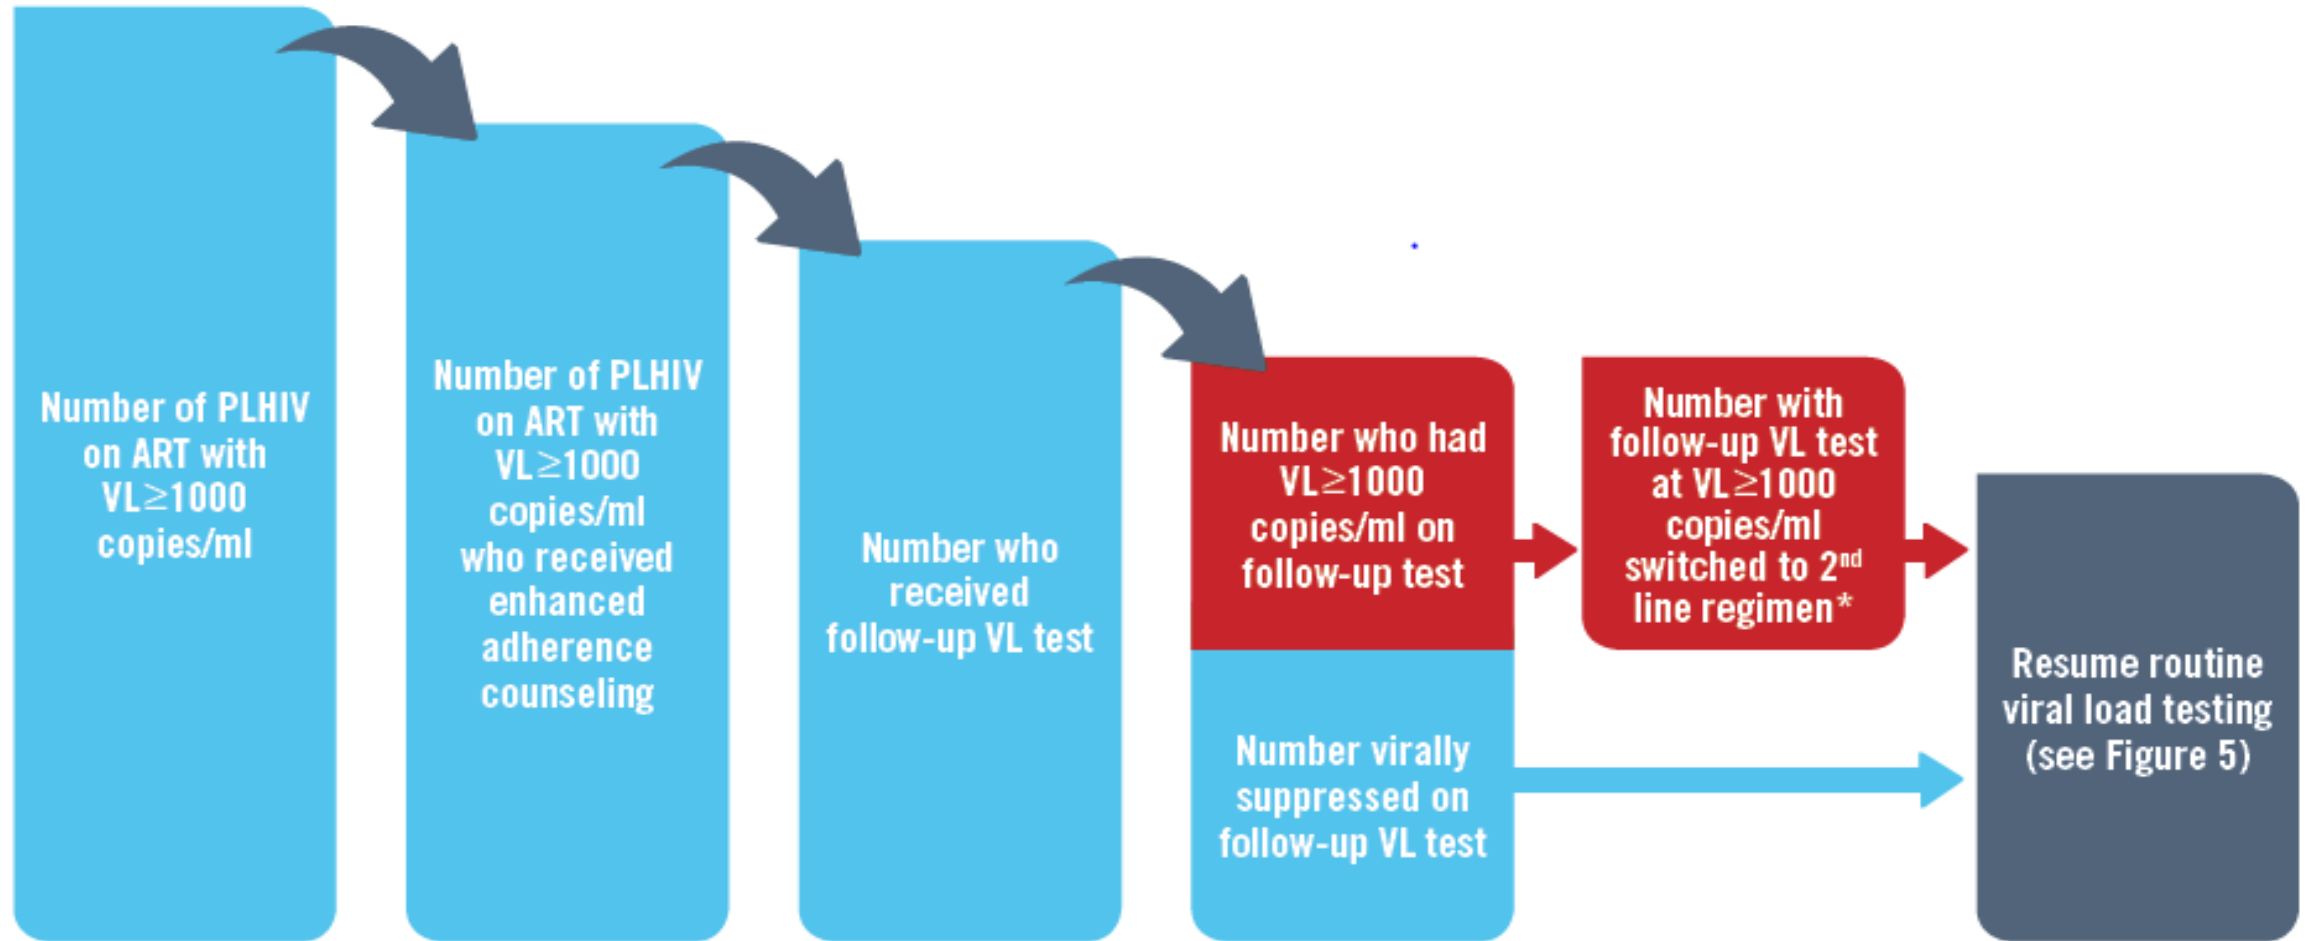 Number of PLHIV
on ART with
VL≥1000
copies/ml
Number of PLHIV
on ART with
VL≥1000
copies/ml
who received
enhanced
adherence
counseling
Number who
received
follow-up VL test
Number who had
VL≥1000
copies/ml on
follow-up test
Number virally
suppressed on
follow-up VL test
Number with
follow-up VL test
at VL≥1000
copies/ml
switched to 2nd
line regimen*
Resume routine
viral load testing
(see Figure 5)